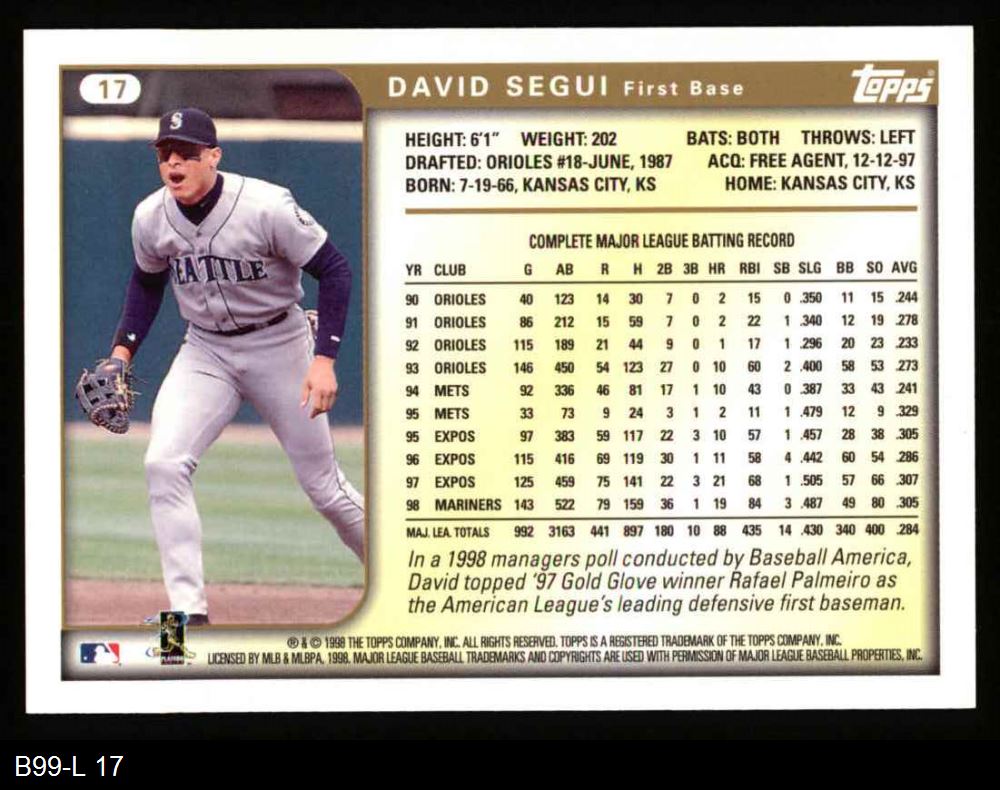 17
DAVID SEGUI First Base
Topps®
HEIGHT: 6'1" WEIGHT: 202 BATS: BOTH THROWS: LEFT
DRAFTED: ORIOLES #18-JUNE, 1987 ACQ: FREE AGENT, 12-12-97
BORN: 7-19-66, KANSAS CITY, KS HOME: KANSAS CITY, KS
S
SEATTLE
COMPLETE MAJOR LEAGUE BATTING RECORD
YR CLUB G AB R H 2B 3B HR RBI SB SLG BB SO AVG
90 ORIOLES 40 123 14 30 7 0 2 15 0 .350 11 15 .244
91 ORIOLES 86 212 15 59 7 0 2 22 1 .340 12 19 .278
92 ORIOLES 115 189 21 44 9 0 1 17 1 .296 20 23 .233
93 ORIOLES 146 450 54 123 27 0 10 60 2 .400 58 53 .273
94 METS 92 336 46 81 17 1 10 43 0 .387 33 43 .241
95 METS 33 73 9 24 3 1 2 11 1 .479 12 9 .329
95 EXPOS 97 383 59 117 22 3 10 57 1 .457 28 38 .305
96 EXPOS 115 416 69 119 30 1 11 58 4 .442 60 54 .286
97 EXPOS 125 459 75 141 22 3 21 68 1 .505 57 66 .307
98 MARINERS 143 522 79 159 36 1 19 84 3 .487 49 80 .305
MAJ. LEA. TOTALS 992 3163 441 897 180 10 88 435 14 .430 340 400 .284
In a 1998 managers poll conducted by Baseball America,
David topped '97 Gold Glove winner Rafael Palmeiro as
the American League's leading defensive first baseman.
® & © 1998 THE TOPPS COMPANY, INC. ALL RIGHTS RESERVED. TOPPS IS A REGISTERED TRADEMARK OF THE TOPPS COMPANY, INC.
LICENSED BY MLB & MLBPA, 1998. MAJOR LEAGUE BASEBALL TRADEMARKS AND COPYRIGHTS ARE USED WITH PERMISSION OF MAJOR LEAGUE BASEBALL PROPERTIES, INC.
B99-L 17